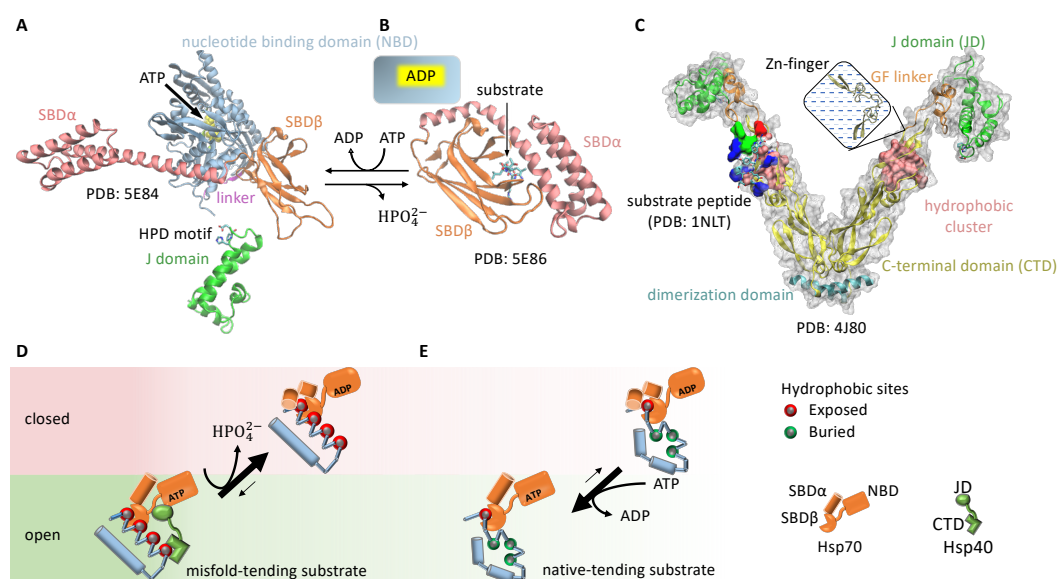 A
nucleotide binding domain (NBD)
ATP
SBDα
SBDβ
linker
PDB: 5E84
HPD motif
J domain
B
ADP
substrate
SBDα
ADP
ATP
HPO₄²⁻
SBDβ
PDB: 5E86
C
J domain (JD)
Zn-finger
GF linker
substrate peptide
(PDB: 1NLT)
hydrophobic
cluster
C-terminal domain (CTD)
dimerization domain
PDB: 4J80
D
closed
HPO₄²⁻
ADP
ATP
open
misfold-tending substrate
E
ADP
ATP
ADP
ATP
native-tending substrate
Hydrophobic sites
Exposed
Buried
SBDα
NBD
SBDβ
Hsp70
JD
CTD
Hsp40